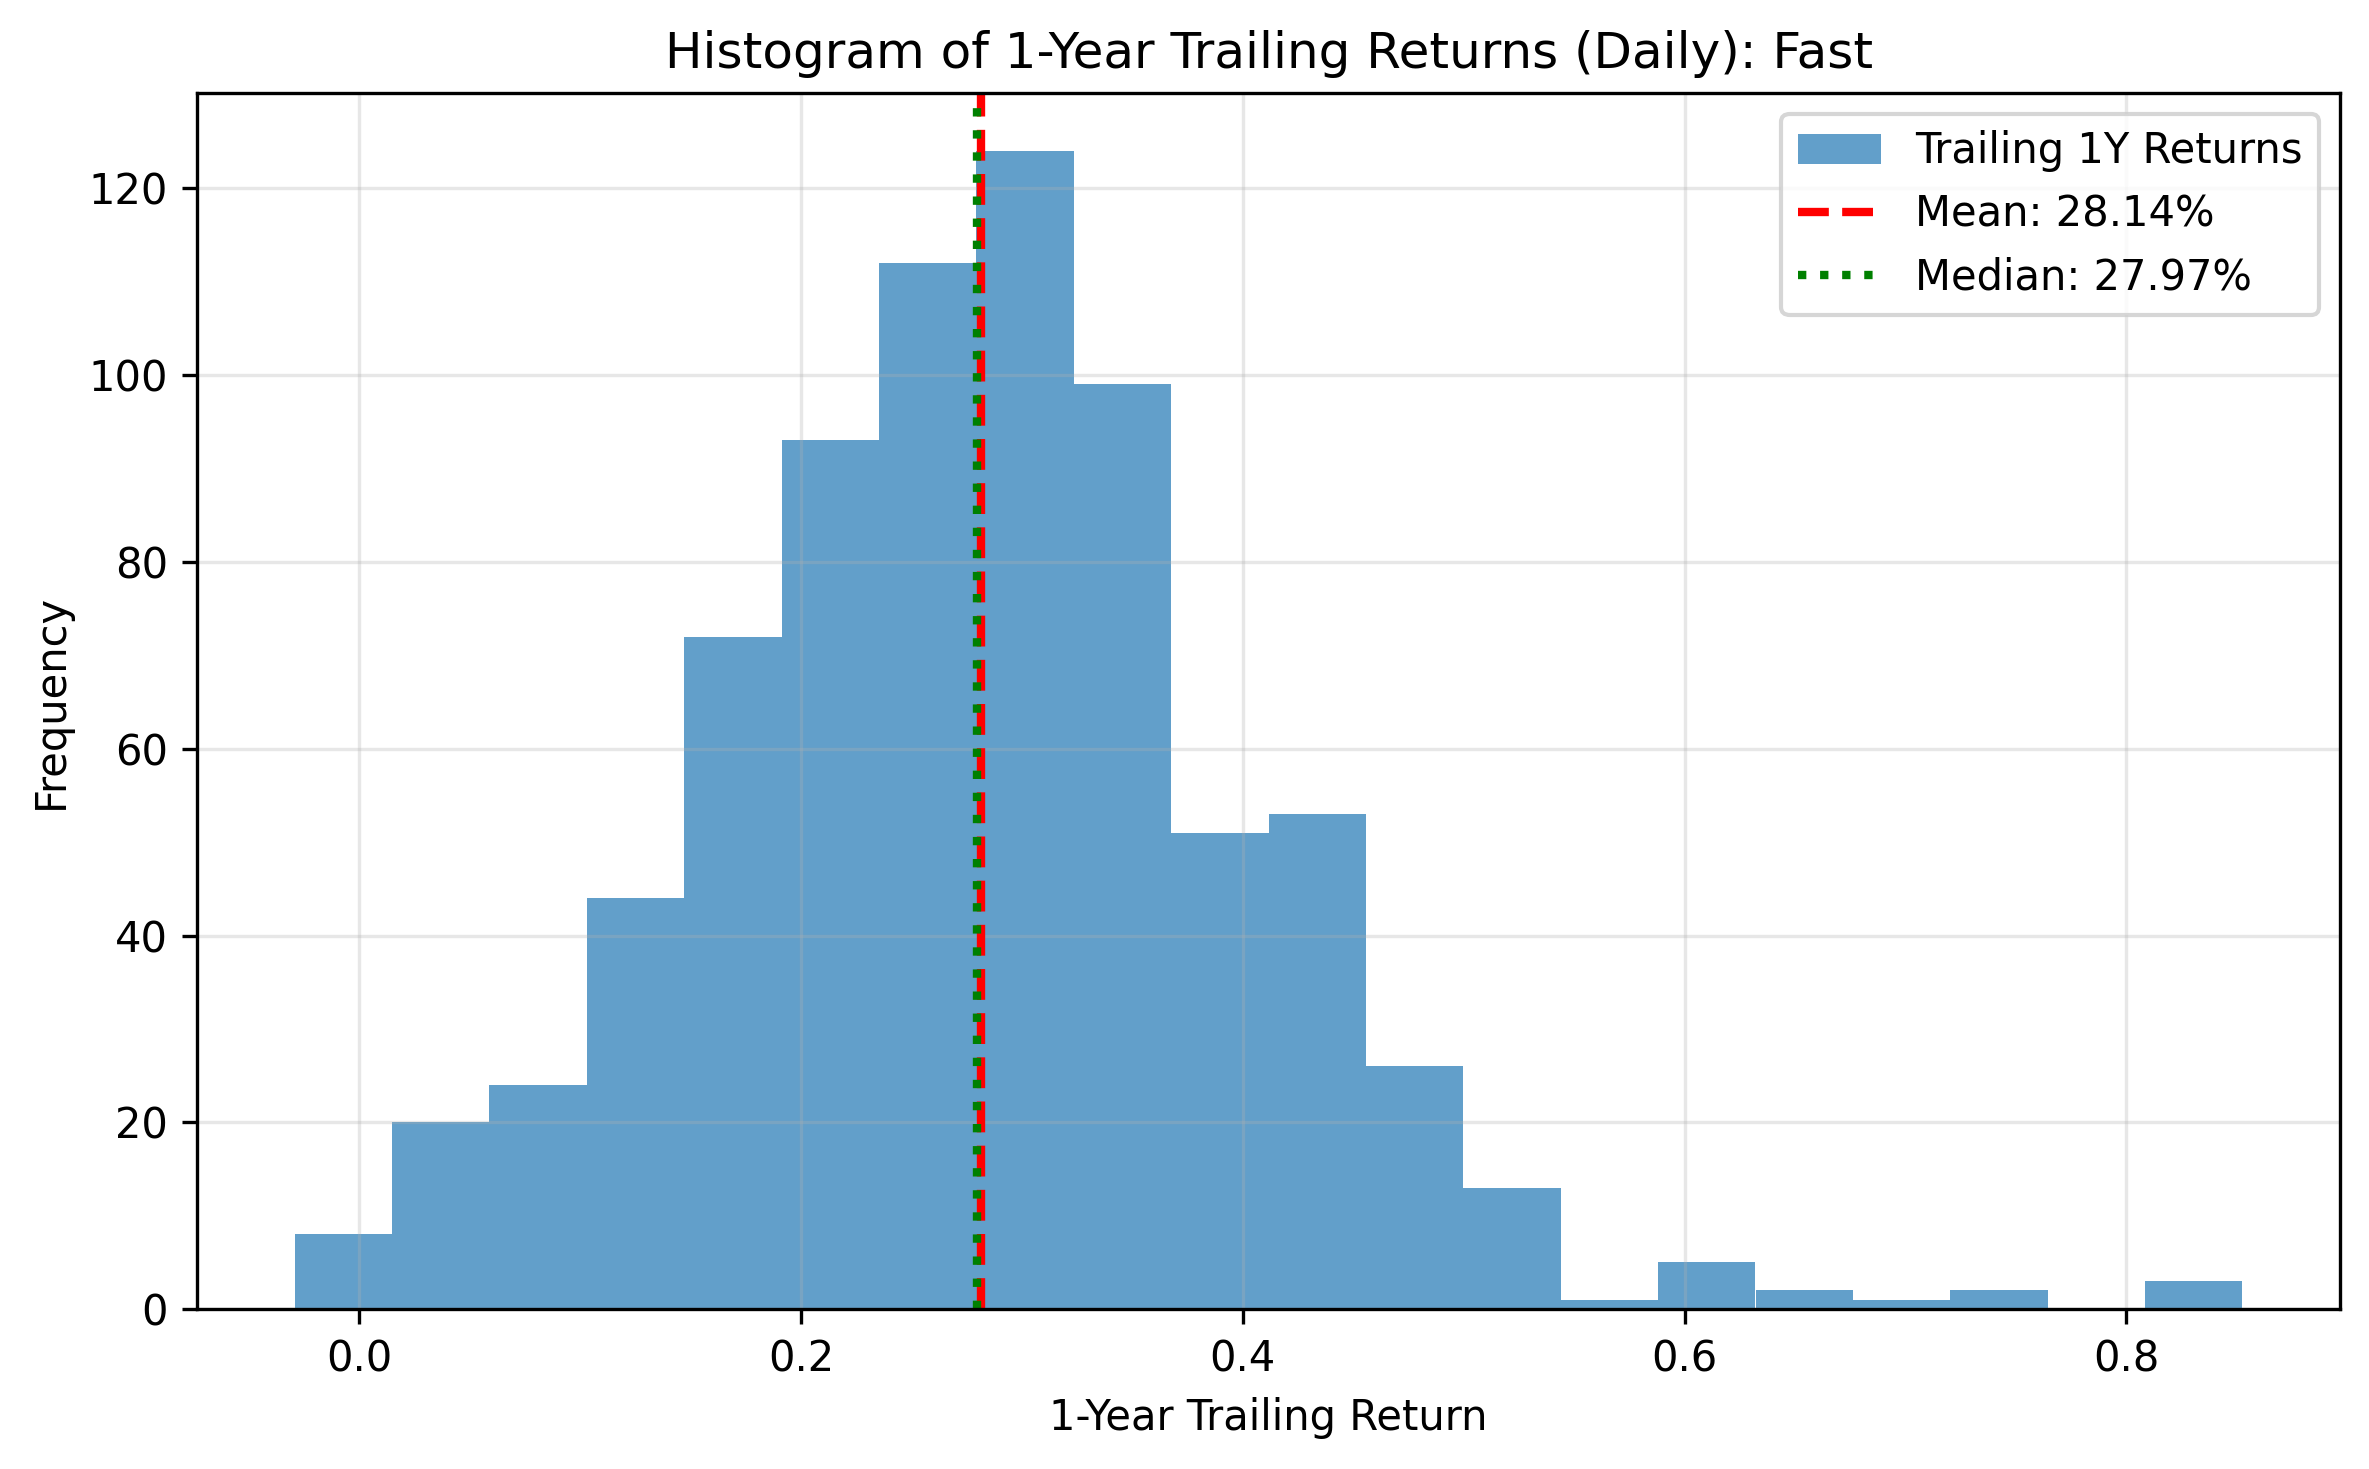 Histogram of 1-Year Trailing Returns (Daily): Fast
Trailing 1Y Returns
Mean: 28.14%
Median: 27.97%
Frequency
120
100
80
60
40
20
0
0.0 0.2 0.4 0.6 0.8
1-Year Trailing Return